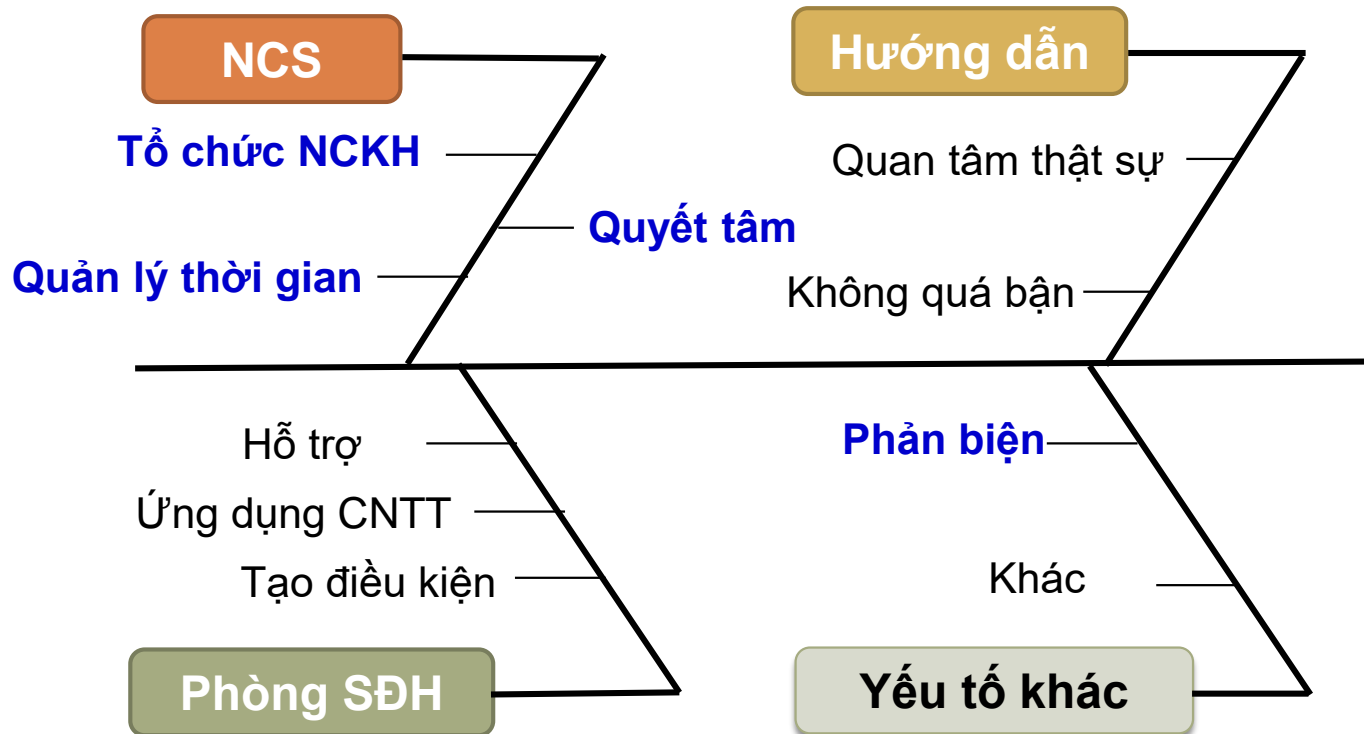 NCS
Tổ chức NCKH
Quyết tâm
Quản lý thời gian
Hướng dẫn
Quan tâm thật sự
Không quá bận
Hỗ trợ
Ứng dụng CNTT
Tạo điều kiện
Phòng SĐH
Phản biện
Khác
Yếu tố khác